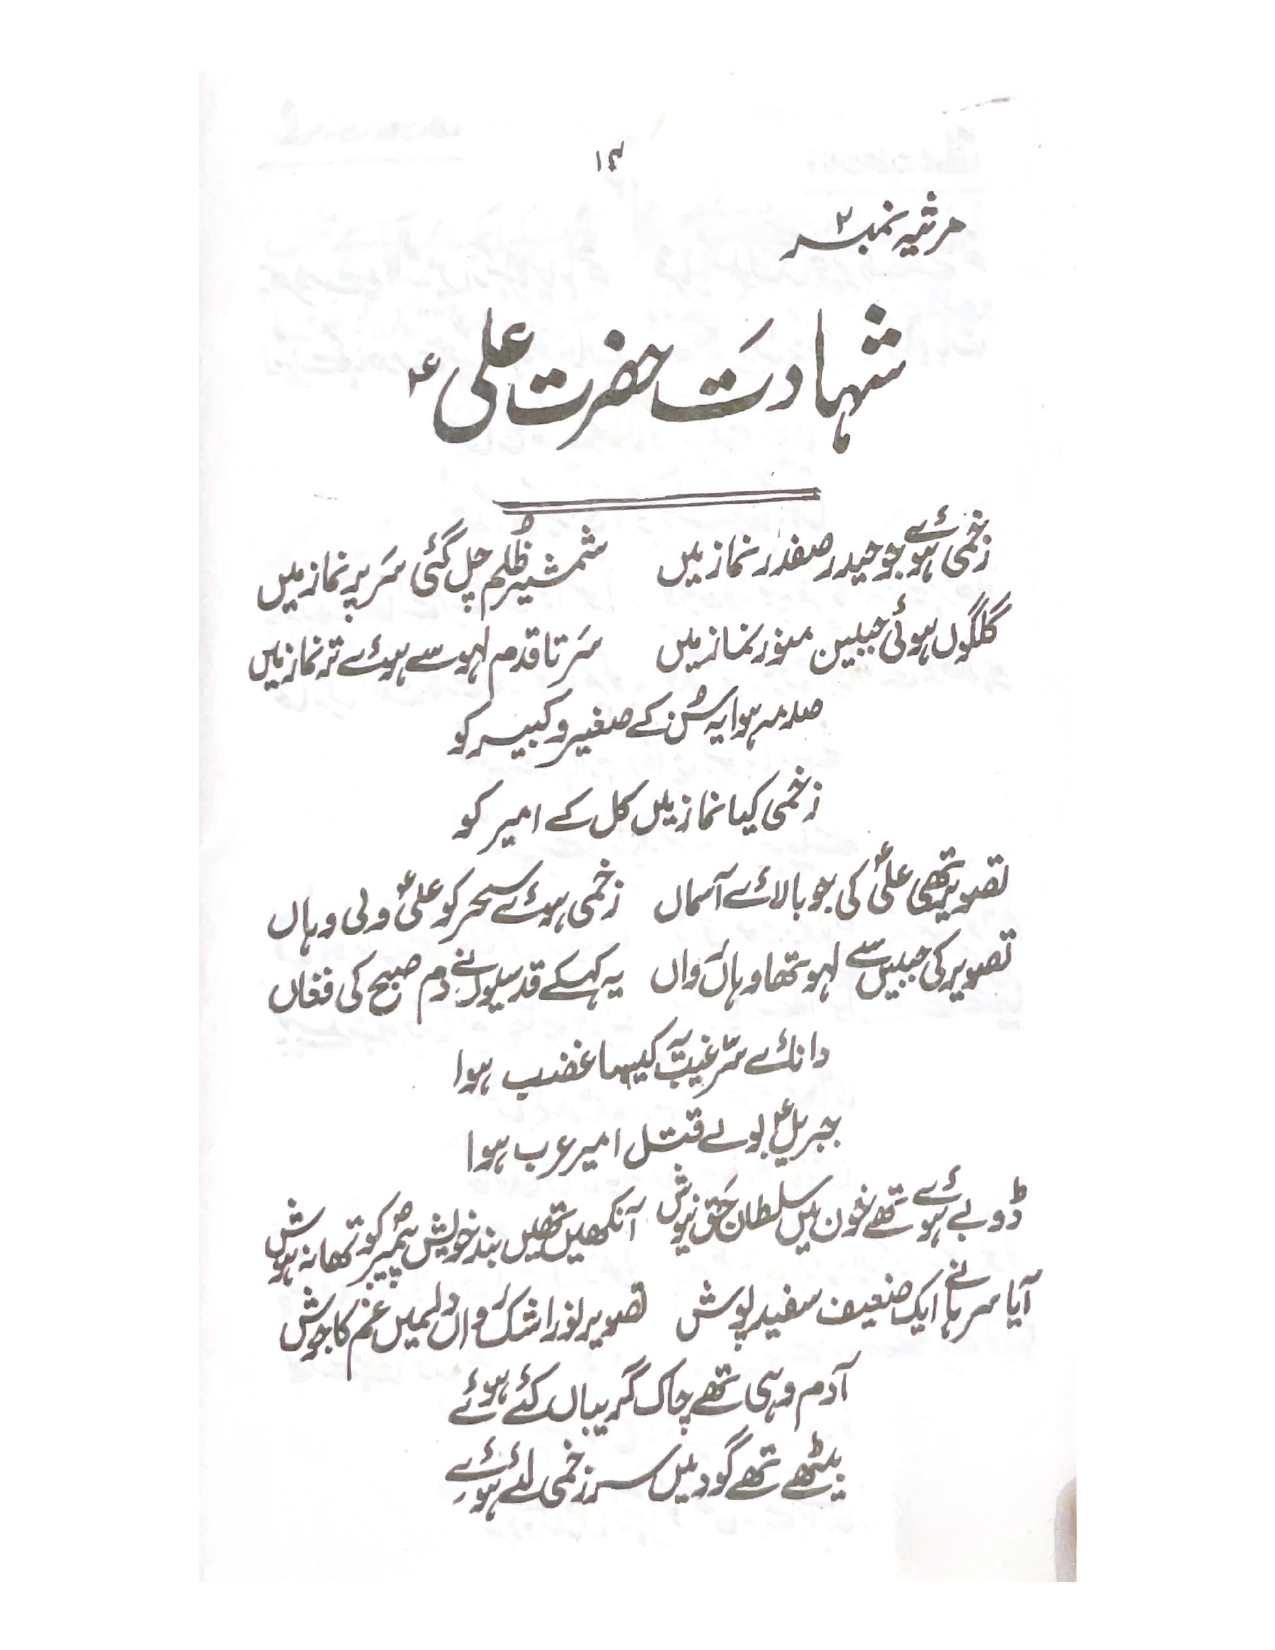 ۱۴
مرثیہ نمبر ۲
شہادت حضرت علیؑ
زخمی ہوئے جو حیدر صفدر نماز میں شمشیر ظلم چل گئی سر پر نماز میں
گلگوں ہوئی جبین منور نماز میں سر تا قدم لہو سے ہوئے تر نماز میں
صدمہ ہوا یہ سُن کے صغیر و کبیر کو
زخمی کیا نماز میں کل کے امیر کو
تصویر تھی علیؑ کی جو بالائے آسماں زخمی ہوئے سحر کو علیؑ ولی وہاں
تصویر کی جبیں سے لہو تھا وہاں رواں یہ کہکے قدسیوں نے دم صبح کی فغاں
دانائے سرّ غیب پہ کیسا غضب ہوا
جبریلؑ بولے قتل امیر عرب ہوا
ڈوبے ہوئے تھے خون میں سلطان حق نیوش آنکھیں تھیں بند خویش پیمبرؐ کو تھا نہ ہوش
آیا سرہانے ایک ضعیف سفید پوش تصویر نور اشک رواں دلمیں غم کا جوش
آدم وہی تھے چاک گریباں کئے ہوئے
بیٹھے تھے گود میں سر زخمی لئے ہوئے